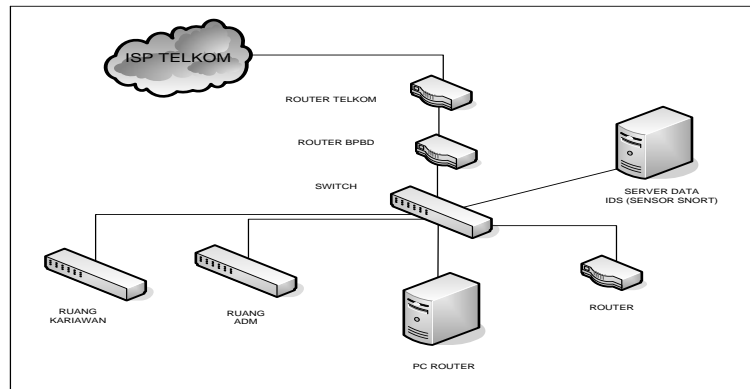 ISP TELKOM
ROUTER TELKOM
ROUTER BPBD
SWITCH
SERVER DATA
IDS (SENSOR SNORT)
RUANG
KARIAWAN
RUANG
ADM
PC ROUTER
ROUTER